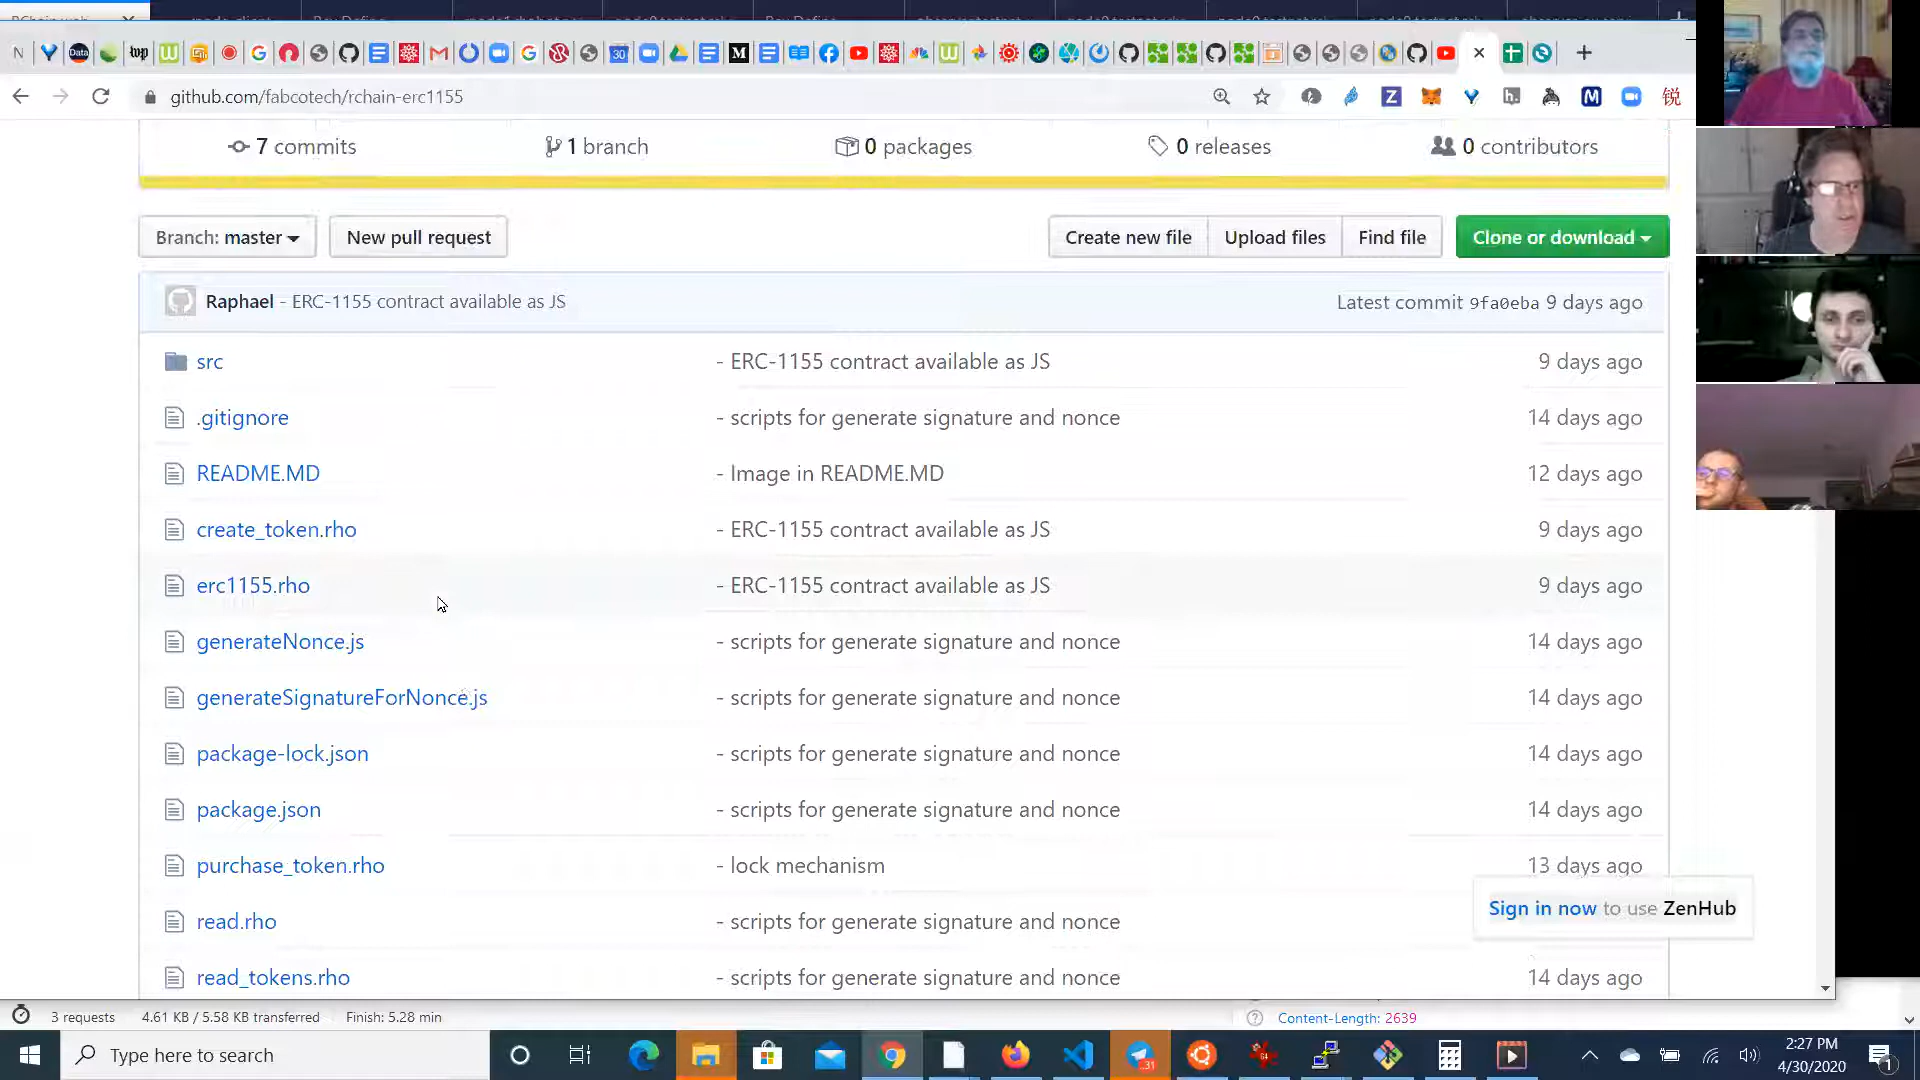 github.com/fabcotech/rchain-erc1155
7 commits
1 branch
0 packages
0 releases
0 contributors
Branch: master
New pull request
Create new file
Upload files
Find file
Clone or download
Raphael - ERC-1155 contract available as JS
Latest commit 9fa0eba 9 days ago
src - ERC-1155 contract available as JS 9 days ago
.gitignore - scripts for generate signature and nonce 14 days ago
README.MD - Image in README.MD 12 days ago
create_token.rho - ERC-1155 contract available as JS 9 days ago
erc1155.rho - ERC-1155 contract available as JS 9 days ago
generateNonce.js - scripts for generate signature and nonce 14 days ago
generateSignatureForNonce.js - scripts for generate signature and nonce 14 days ago
package-lock.json - scripts for generate signature and nonce 14 days ago
package.json - scripts for generate signature and nonce 14 days ago
purchase_token.rho - lock mechanism 13 days ago
Sign in now to use ZenHub
read.rho - scripts for generate signature and nonce
read_tokens.rho - scripts for generate signature and nonce 14 days ago
3 requests
4.61 KB / 5.58 KB transferred
Finish: 5.28 min
Content-Length: 2639
Type here to search
2:27 PM
4/30/2020